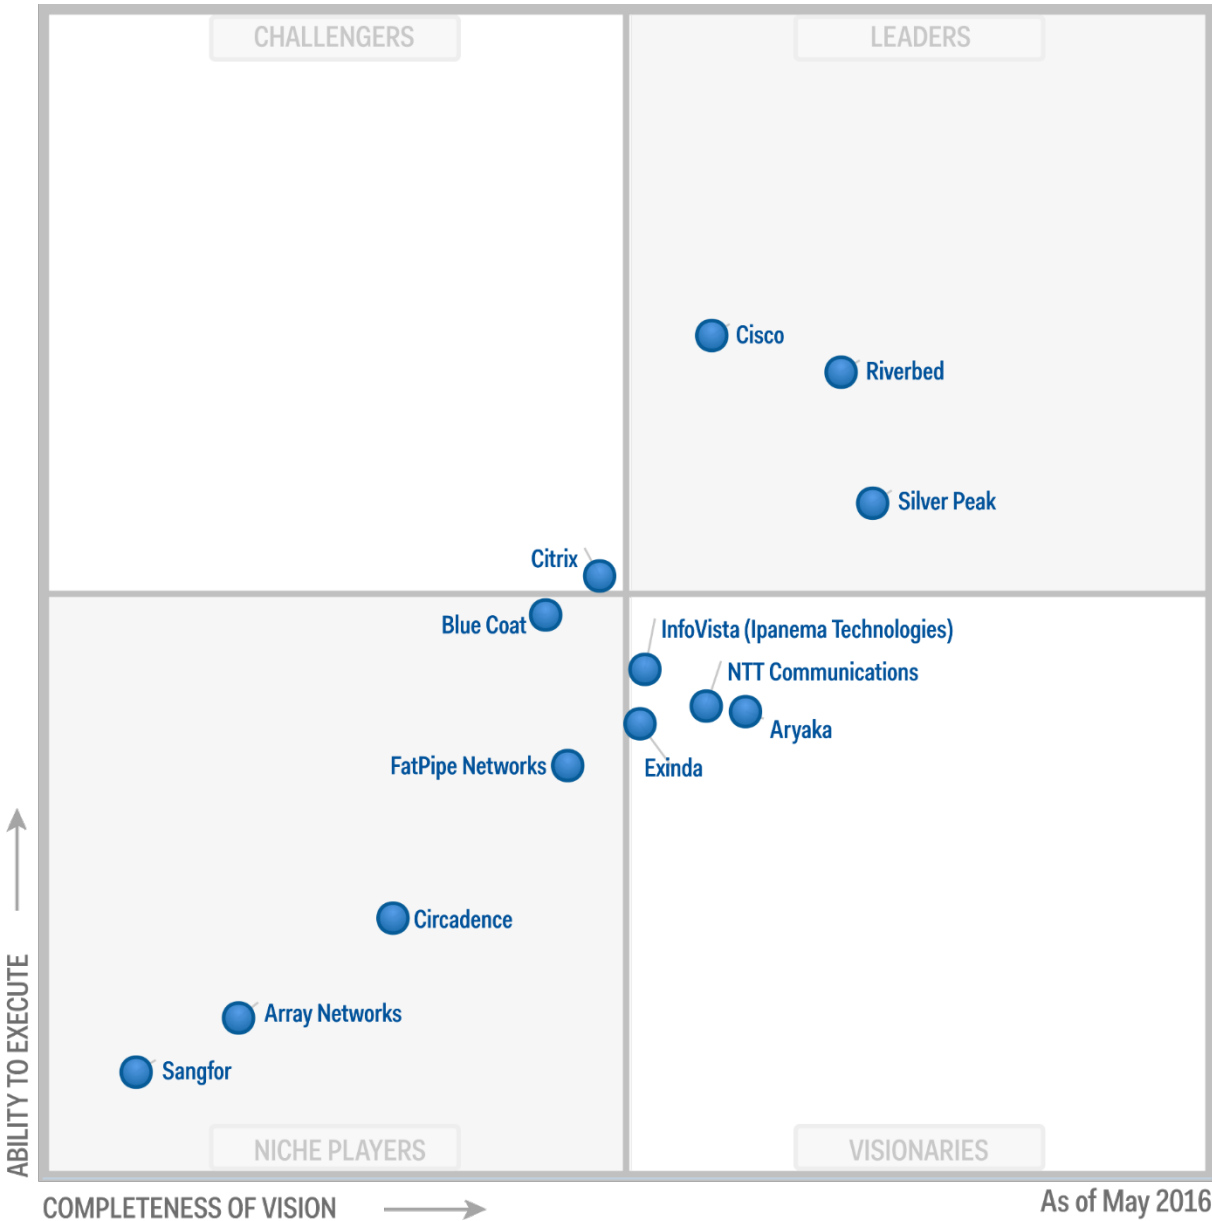 CHALLENGERS
LEADERS
Cisco
Riverbed
Silver Peak
Citrix
Blue Coat
InfoVista (Ipanema Technologies)
NTT Communications
Aryaka
FatPipe Networks
Exinda
Circadence
Array Networks
Sangfor
NICHE PLAYERS
VISIONARIES
ABILITY TO EXECUTE
COMPLETENESS OF VISION
As of May 2016